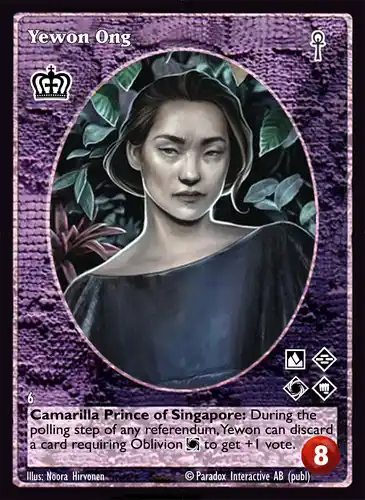 Yewon Ong
6
Camarilla Prince of Singapore: During the
polling step of any referendum, Yewon can discard
a card requiring Oblivion to get +1 vote.
8
Illus: Noora Hirvonen © Paradox Interactive AB (publ)